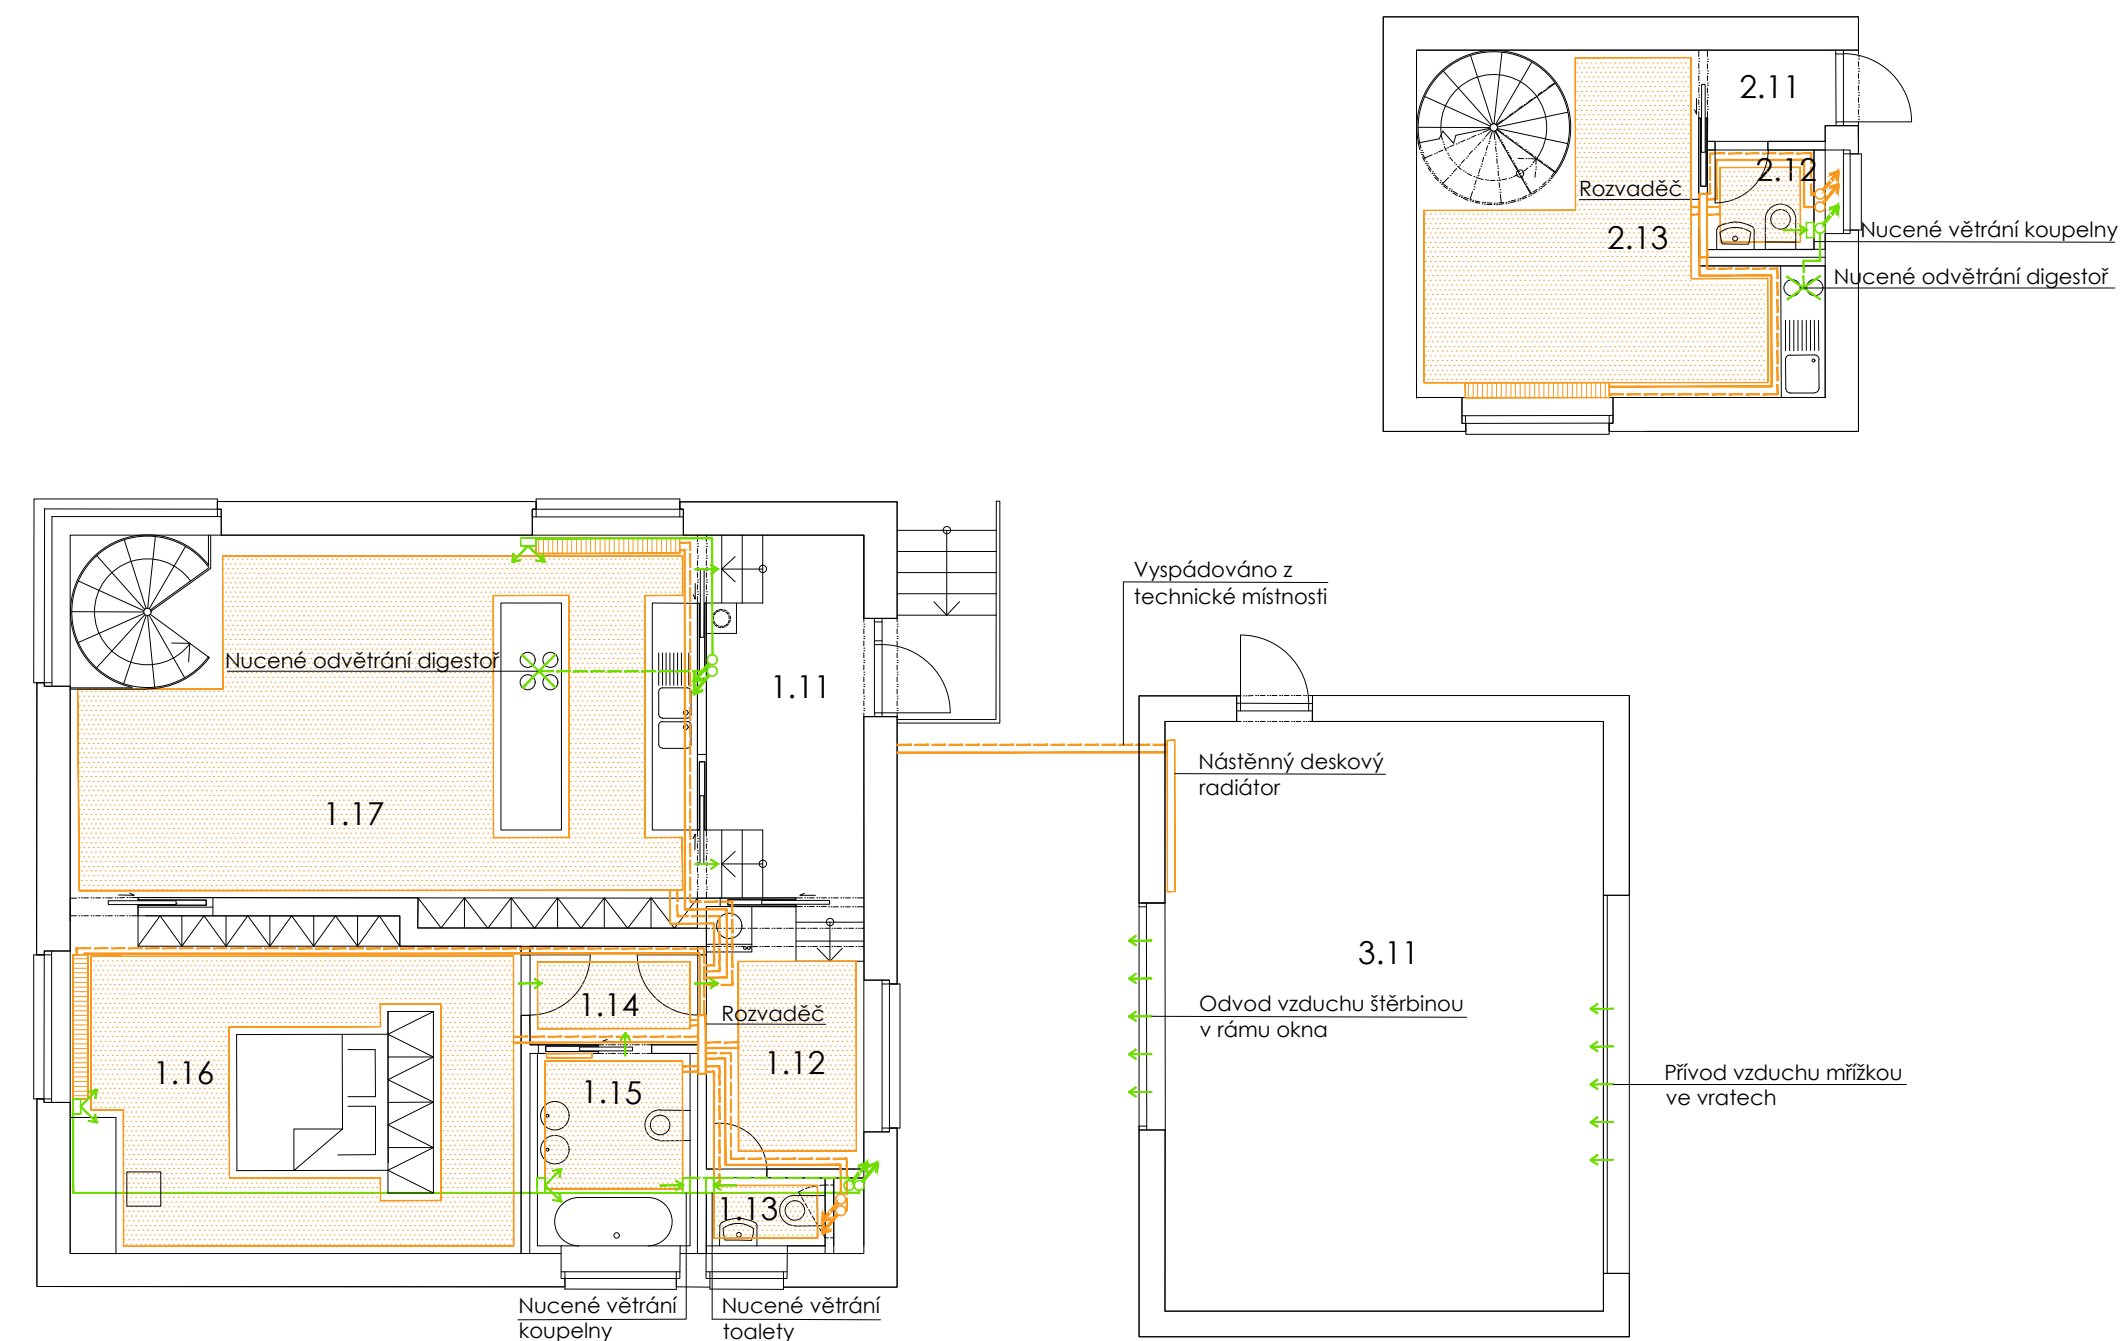 2.11
2.12
Rozvaděč
2.13
Nucené větrání koupelny
Nucené odvětrání digestoř
Vyspádováno z
technické místnosti
Nucené odvětrání digestoř
1.11
Nástěnný deskový
radiátor
1.17
3.11
1.14
Rozvaděč
Odvod vzduchu štěrbinou
v rámu okna
1.16
1.15
1.12
Přívod vzduchu mřížkou
ve vratech
1.13
Nucené větrání
koupelny
Nucené větrání
toalety